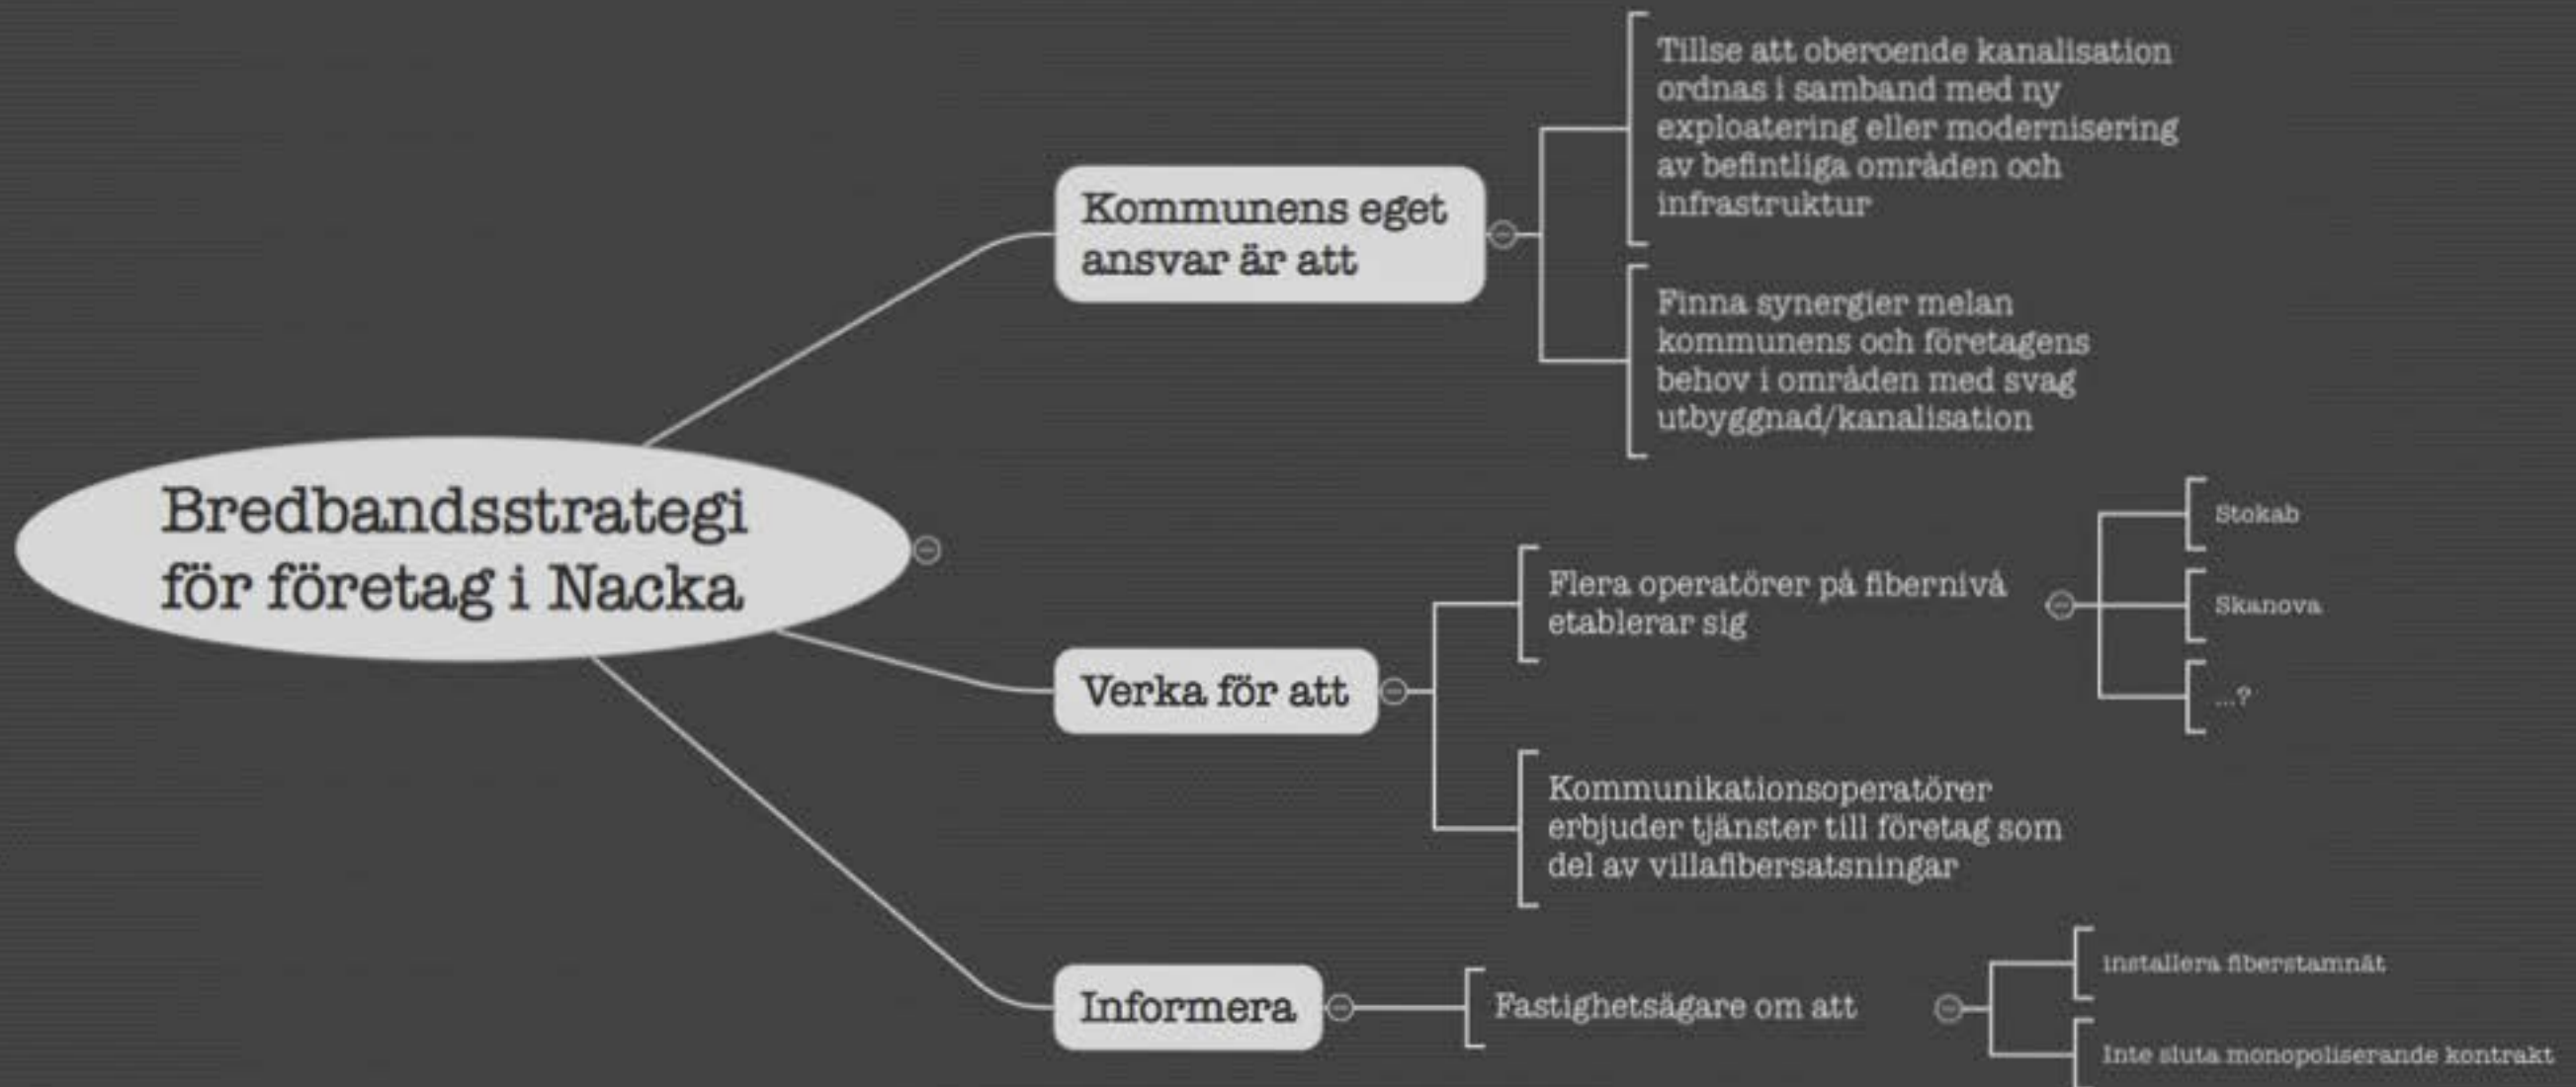 Tillse att oberoende kanalisation
ordnas i samband med ny
exploatering eller modernisering
av befintliga områden och
infrastruktur
Kommunens eget
ansvar är att
Finna synergier melan
kommunens och företagens
behov i områden med svag
utbyggnad/kanalisation
Bredbandsstrategi
för företag i Nacka
Stokab
Flera operatörer på fibernivå
etablerar sig
Skanova
...?
Verka för att
Kommunikationsoperatörer
erbjuder tjänster till företag som
del av villafibersatsningar
installera fiberstamnät
Informera
Fastighetsägare om att
Inte sluta monopoliserande kontrakt